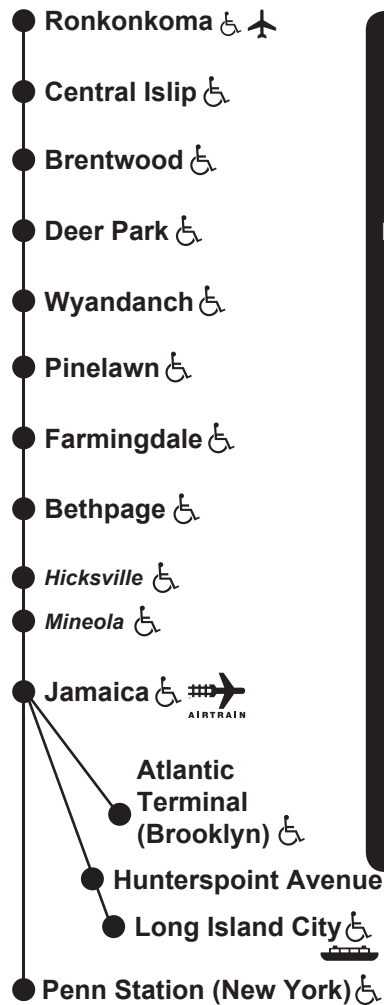 Ronkonkoma
Central Islip
Brentwood
Deer Park
Wyandanch
Pinelawn
Farmingdale
Bethpage
Hicksville
Mineola
Jamaica
AIRTRAIN
Atlantic
Terminal
(Brooklyn)
Hunterspoint Avenue
Long Island City
Penn Station (New York)